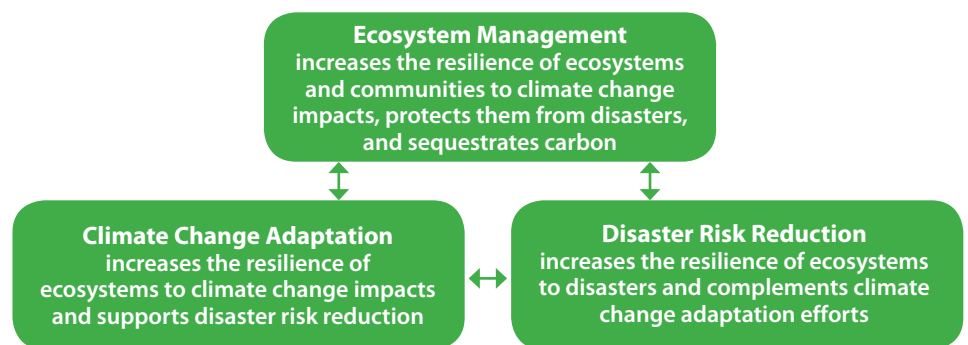 Ecosystem Management
increases the resilience of ecosystems
and communities to climate change
impacts, protects them from disasters,
and sequestrates carbon
Climate Change Adaptation
increases the resilience of
ecosystems to climate change impacts
and supports disaster risk reduction
Disaster Risk Reduction
increases the resilience of ecosystems
to disasters and complements climate
change adaptation efforts